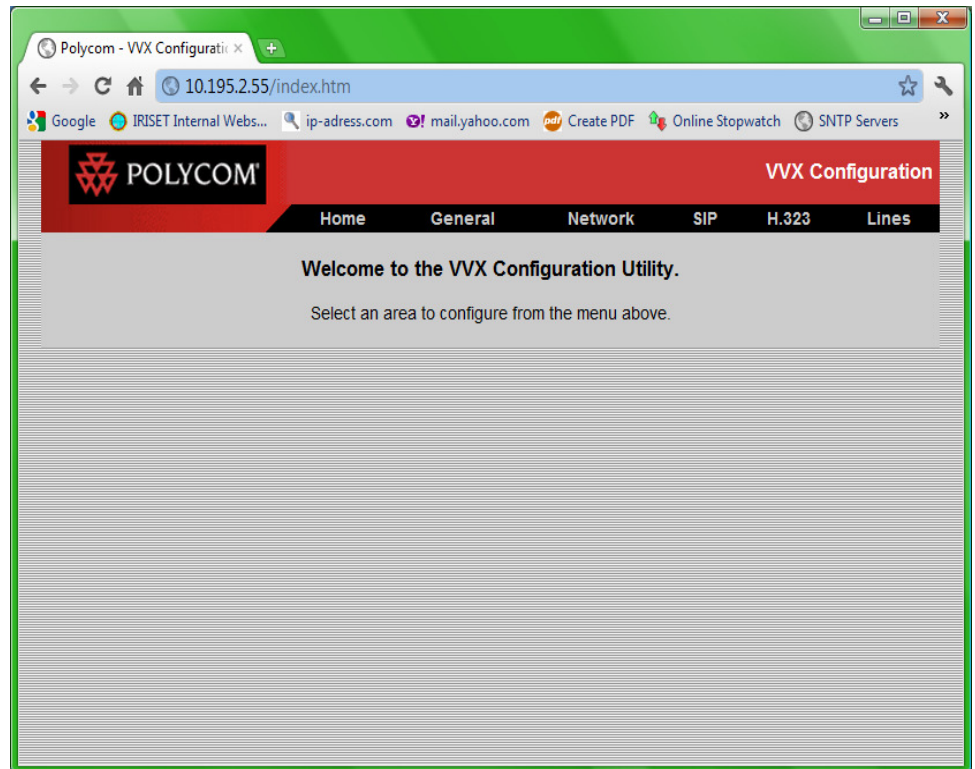 Polycom - VVX Configuratic
10.195.2.55/index.htm
Google IRISET Internal Webs... ip-adress.com mail.yahoo.com pdf Create PDF Online Stopwatch SNTP Servers »
POLYCOM®
VVX Configuration
Home General Network SIP H.323 Lines
Welcome to the VVX Configuration Utility.
Select an area to configure from the menu above.